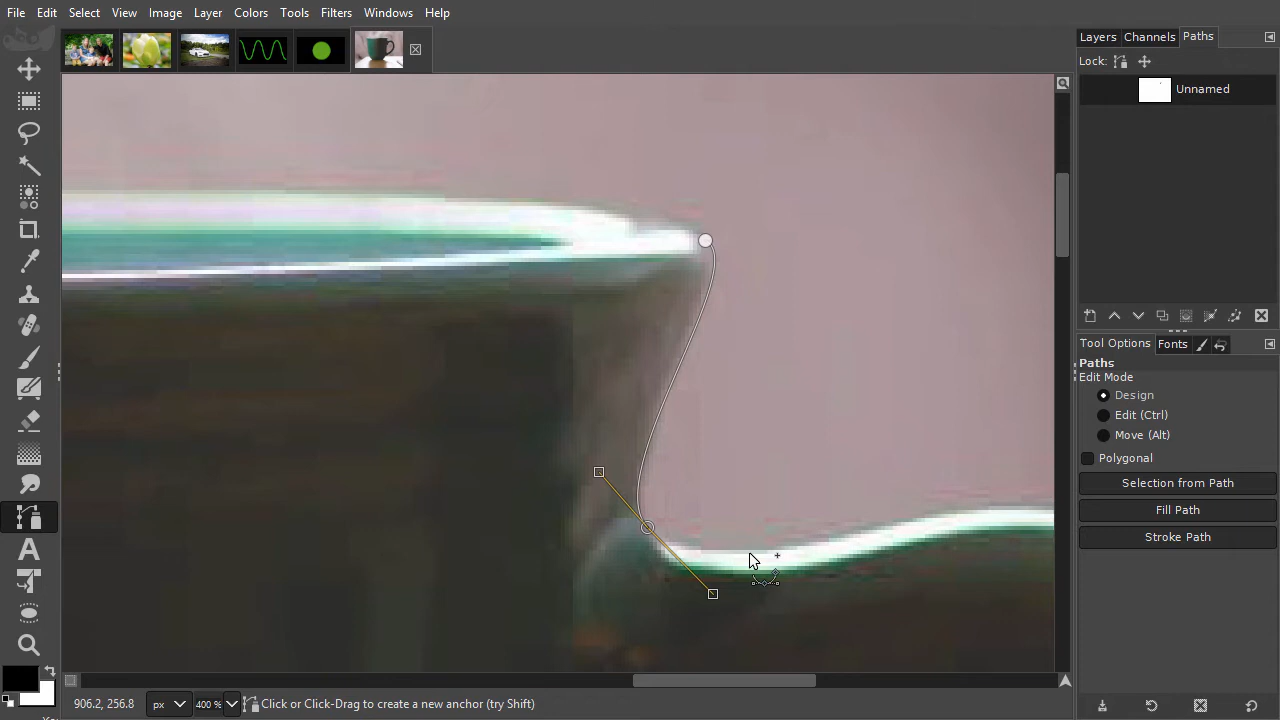 File Edit Select View Image Layer Colors Tools Filters Windows Help
Layers Channels Paths
Lock:
Unnamed
Tool Options Fonts
Paths
Edit Mode
Design
Edit (Ctrl)
Move (Alt)
Polygonal
Selection from Path
Fill Path
Stroke Path
906.2, 256.8 px 400 % Click or Click-Drag to create a new anchor (try Shift)